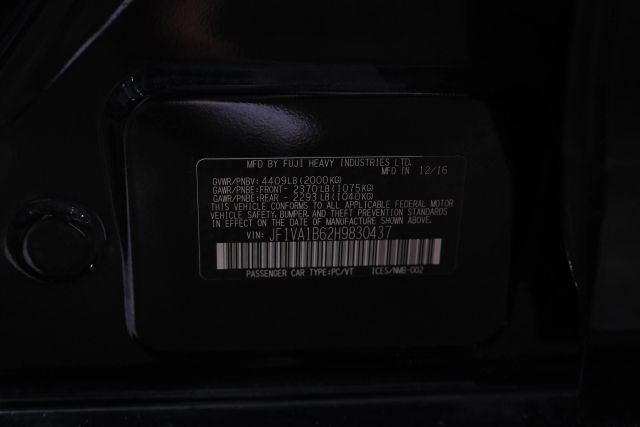 MFD BY FUJI HEAVY INDUSTRIES LTD.
MFD IN 12/16
GVWR/PNBV: 4409LB(2000KG)
GAWR/PNBE:FRONT- 2370LB(1075KG)
GAWR/PNBE:REAR - 2293LB(1040KG)
THIS VEHICLE CONFORMS TO ALL APPLICABLE FEDERAL MOTOR
VEHICLE SAFETY, BUMPER, AND THEFT PREVENTION STANDARDS
IN EFFECT ON THE DATE OF MANUFACTURE SHOWN ABOVE.
VIN: JF1VA1B62H9830437
PASSENGER CAR TYPE:PC/VT ICES/NMB-002